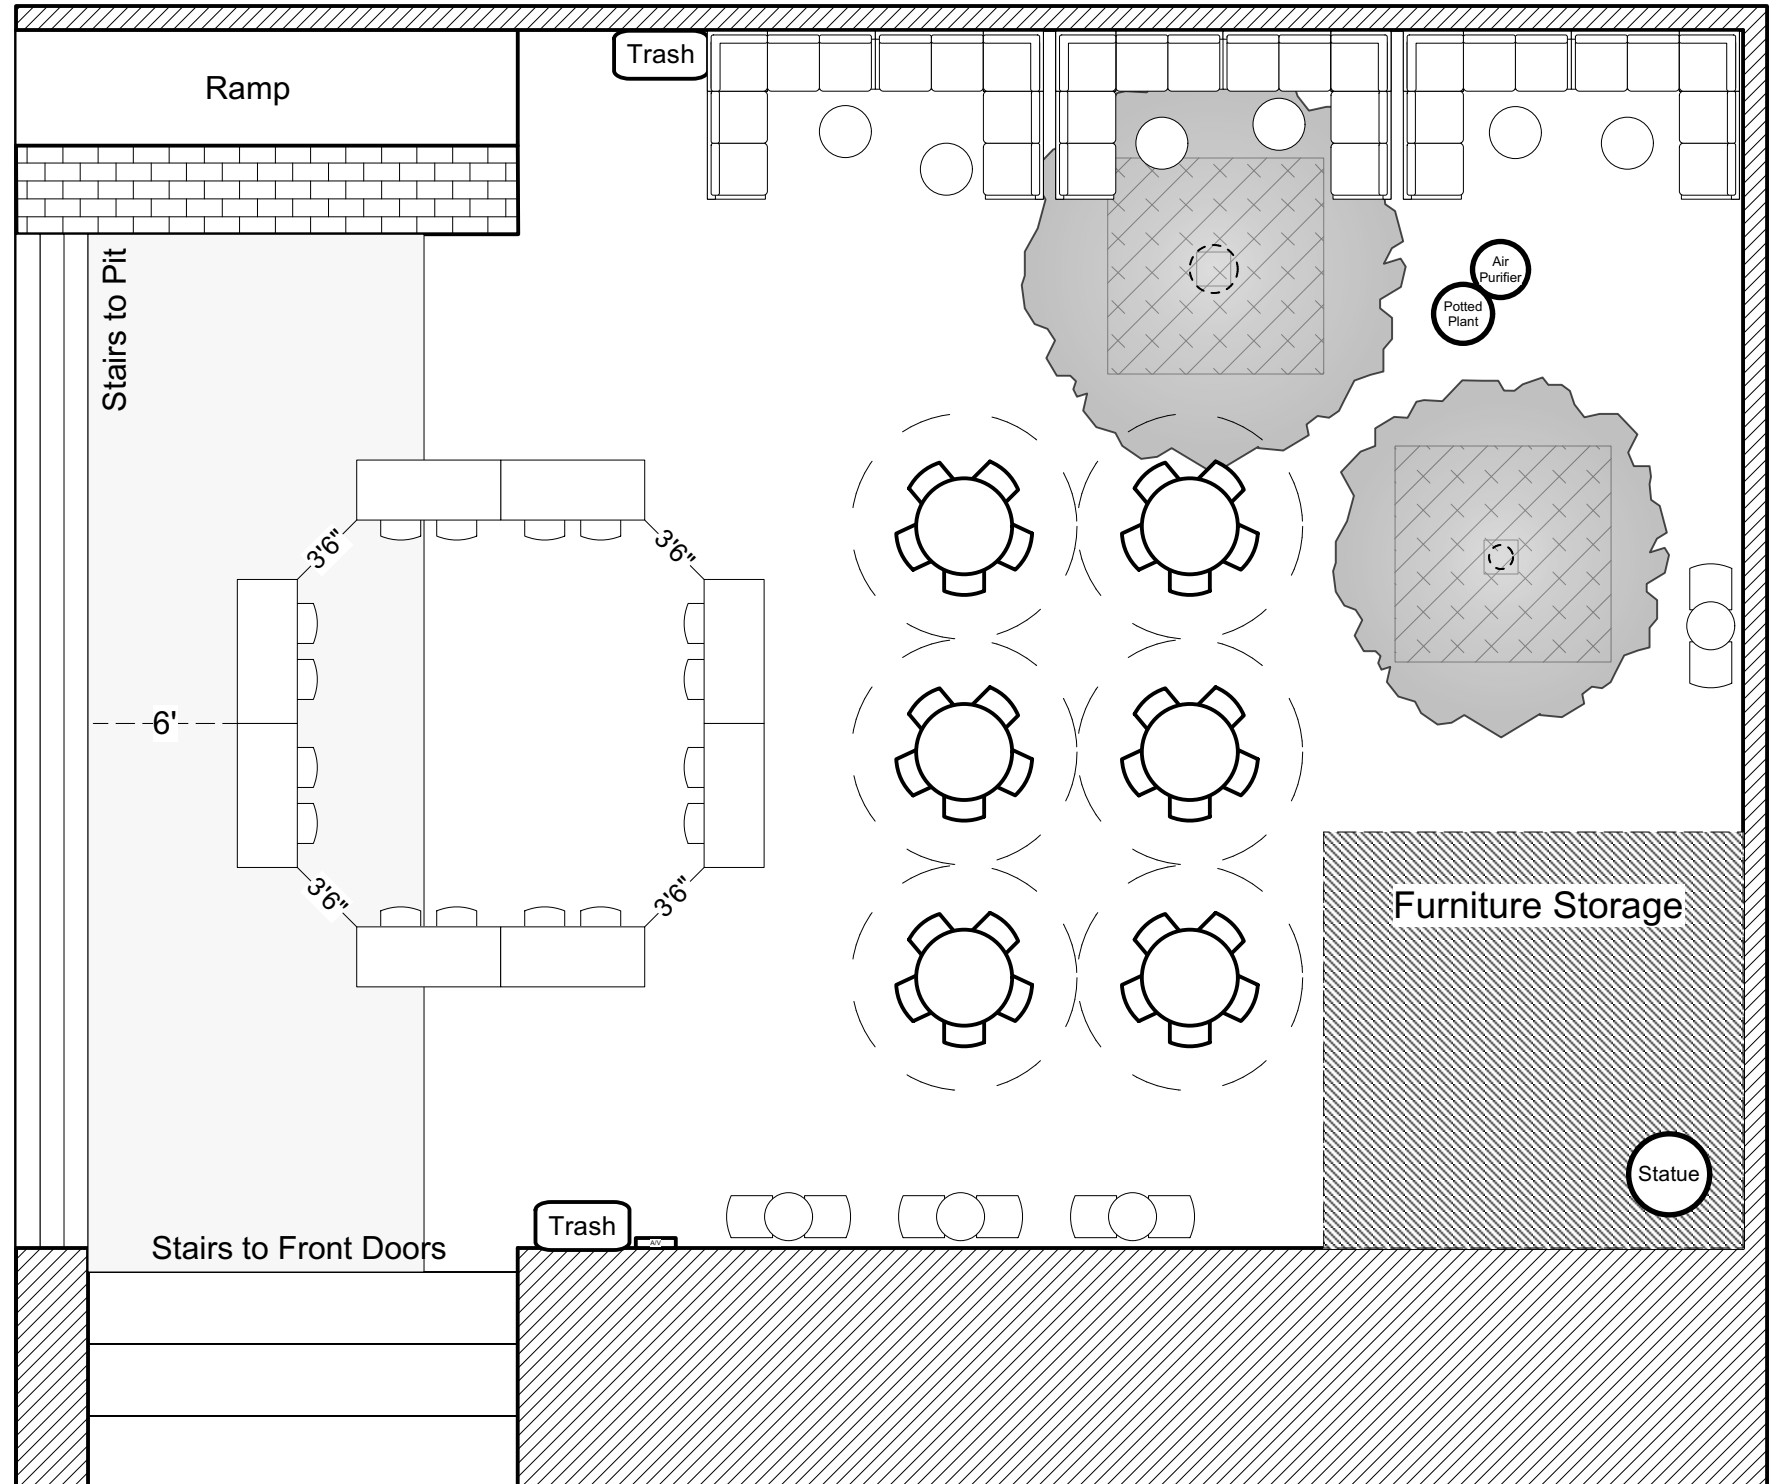 Trash
Ramp
Stairs to Pit
Air
Purifier
Potted
Plant
3'6"
3'6"
6'
3'6"
3'6"
Furniture Storage
Statue
Trash
A/V
Stairs to Front Doors